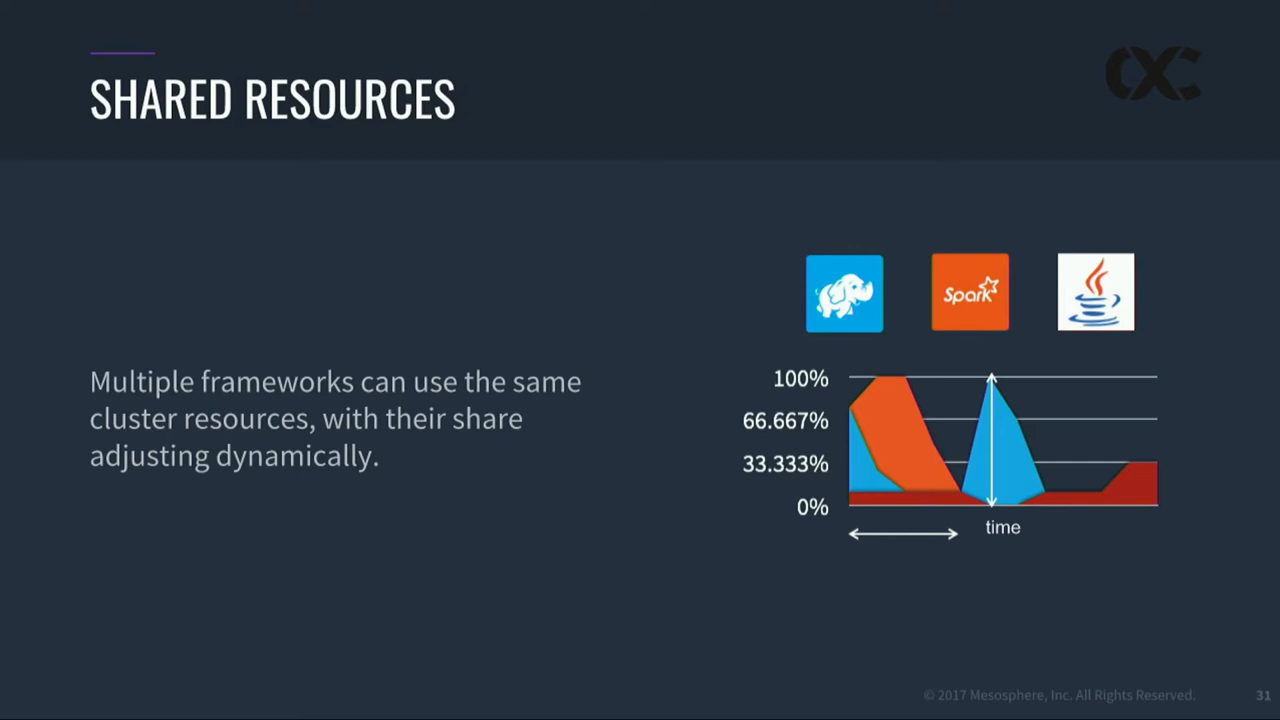 SHARED RESOURCES
Spark
Multiple frameworks can use the same
cluster resources, with their share
adjusting dynamically.
100%
66.667%
33.333%
0%
time
© 2017 Mesosphere, Inc. All Rights Reserved.
31